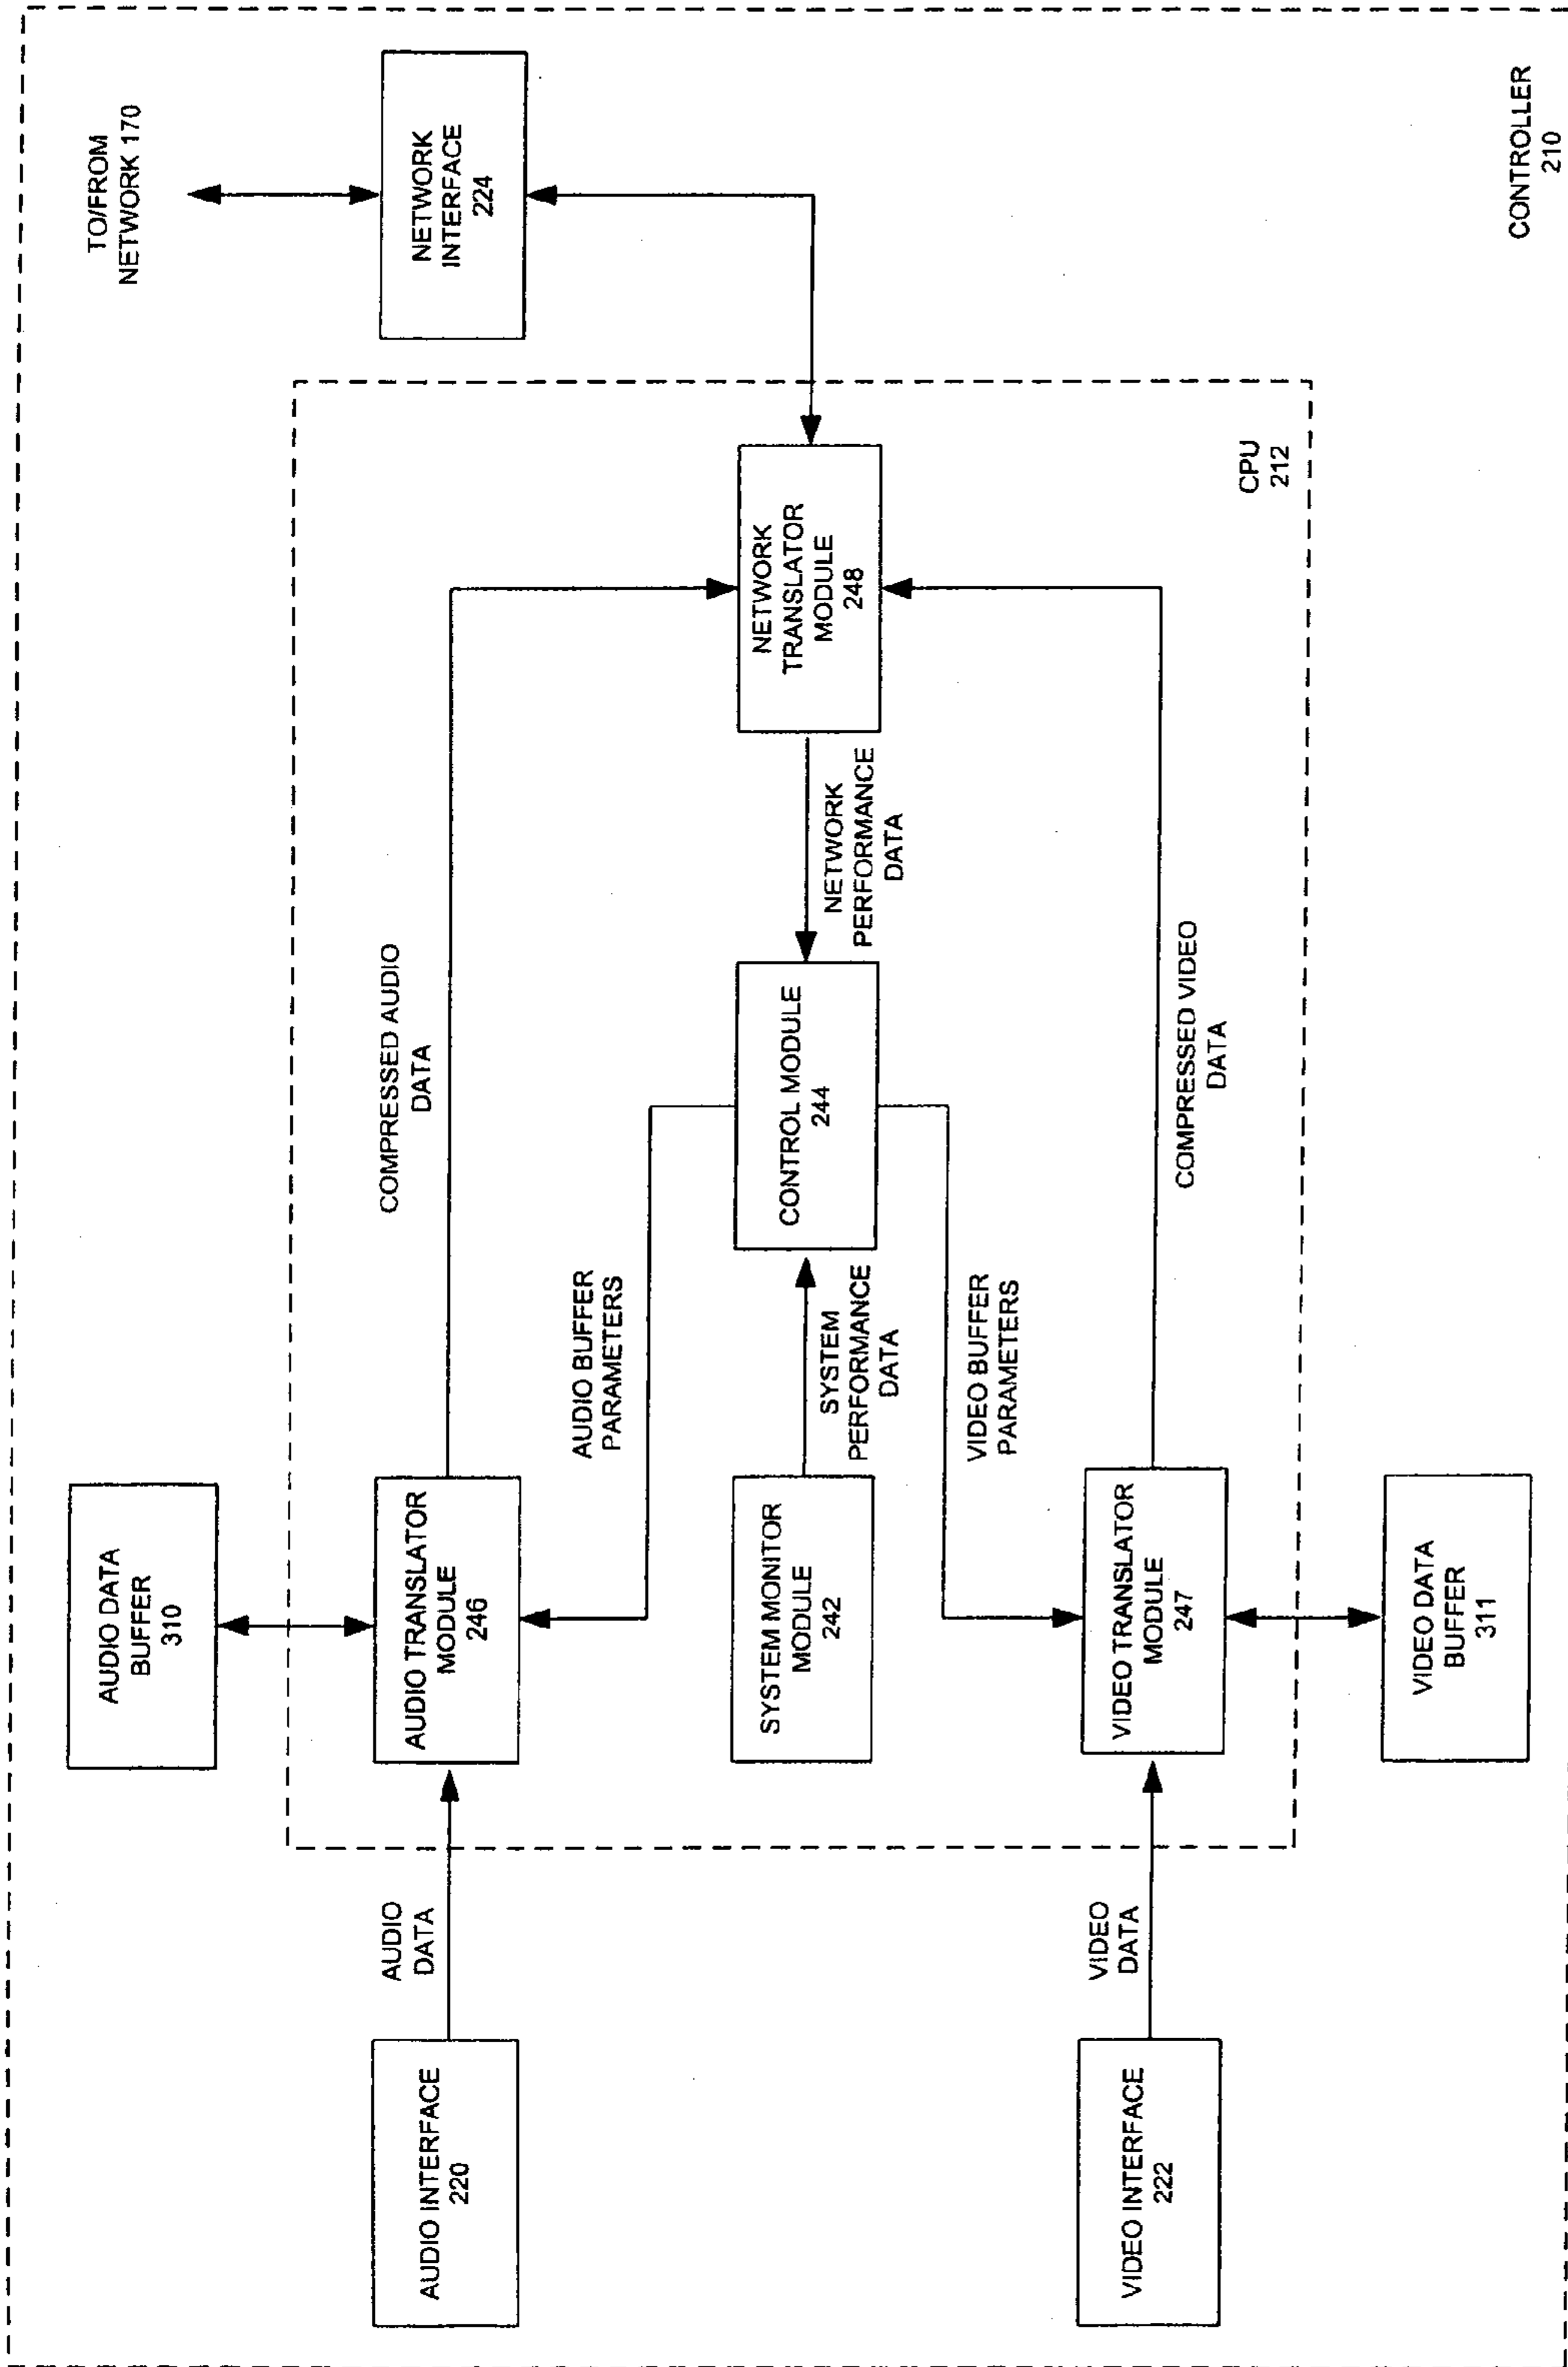 TO/FROM
NETWORK 170
AUDIO DATA
BUFFER
310
NETWORK
INTERFACE
224
AUDIO INTERFACE
220
AUDIO
DATA
AUDIO TRANSLATOR
MODULE
246
COMPRESSED AUDIO
DATA
AUDIO BUFFER
PARAMETERS
SYSTEM MONITOR
MODULE
242
SYSTEM
PERFORMANCE
DATA
CONTROL MODULE
244
NETWORK
PERFORMANCE
DATA
NETWORK
TRANSLATOR
MODULE
248
VIDEO BUFFER
PARAMETERS
VIDEO INTERFACE
222
VIDEO
DATA
VIDEO TRANSLATOR
MODULE
247
COMPRESSED VIDEO
DATA
CPU
212
VIDEO DATA
BUFFER
311
CONTROLLER
210